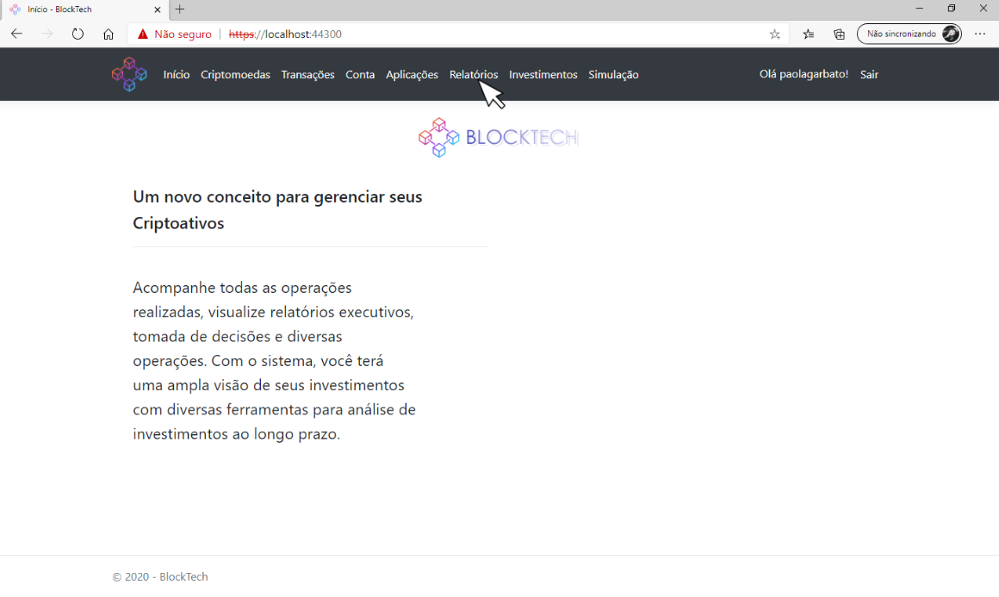 Início - BlockTech
Não seguro https://localhost:44300 Não sincronizando
Início Criptomoedas Transações Conta Aplicações Relatórios Investimentos Simulação Olá paolagarbato! Sair
BLOCKTECH
Um novo conceito para gerenciar seus
Criptoativos
Acompanhe todas as operações
realizadas, visualize relatórios executivos,
tomada de decisões e diversas
operações. Com o sistema, você terá
uma ampla visão de seus investimentos
com diversas ferramentas para análise de
investimentos ao longo prazo.
© 2020 - BlockTech